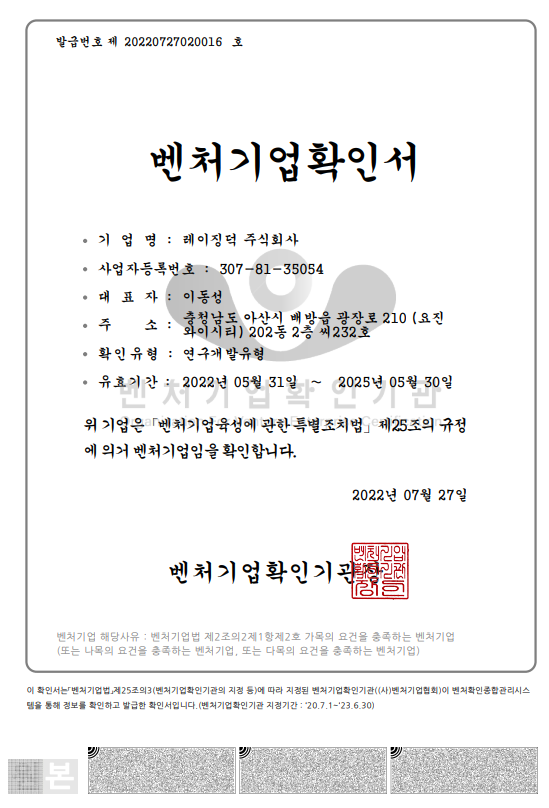 발급번호 제 20220727020016 호
벤처기업확인서
• 기 업 명 : 레이징덕 주식회사
• 사업자등록번호 : 307-81-35054
• 대 표 자 : 이동성
• 주 소 : 충청남도 아산시 배방읍 광장로 210 (요진
와이시티) 202동 2층 씨232호
• 확인유형 : 연구개발유형
• 유효기간 : 2022년 05월 31일 ~ 2025년 05월 30일
벤처기업확인기관
위 기업은 「벤처기업육성에 관한 특별조치법」 제25조의 규정
에 의거 벤처기업임을 확인합니다.
2022년 07월 27일
벤처기업확인기관장
벤처기업 해당사유 : 벤처기업법 제2조의2제1항제2호 가목의 요건을 충족하는 벤처기업
(또는 나목의 요건을 충족하는 벤처기업, 또는 다목의 요건을 충족하는 벤처기업)
이 확인서는「벤처기업법」제25조의3(벤처기업확인기관의 지정 등)에 따라 지정된 벤처기업확인기관((사)벤처기업협회)이 벤처확인종합관리시스
템을 통해 정보를 확인하고 발급한 확인서입니다.(벤처기업확인기관 지정기간 : '20.7.1~'23.6.30)
본